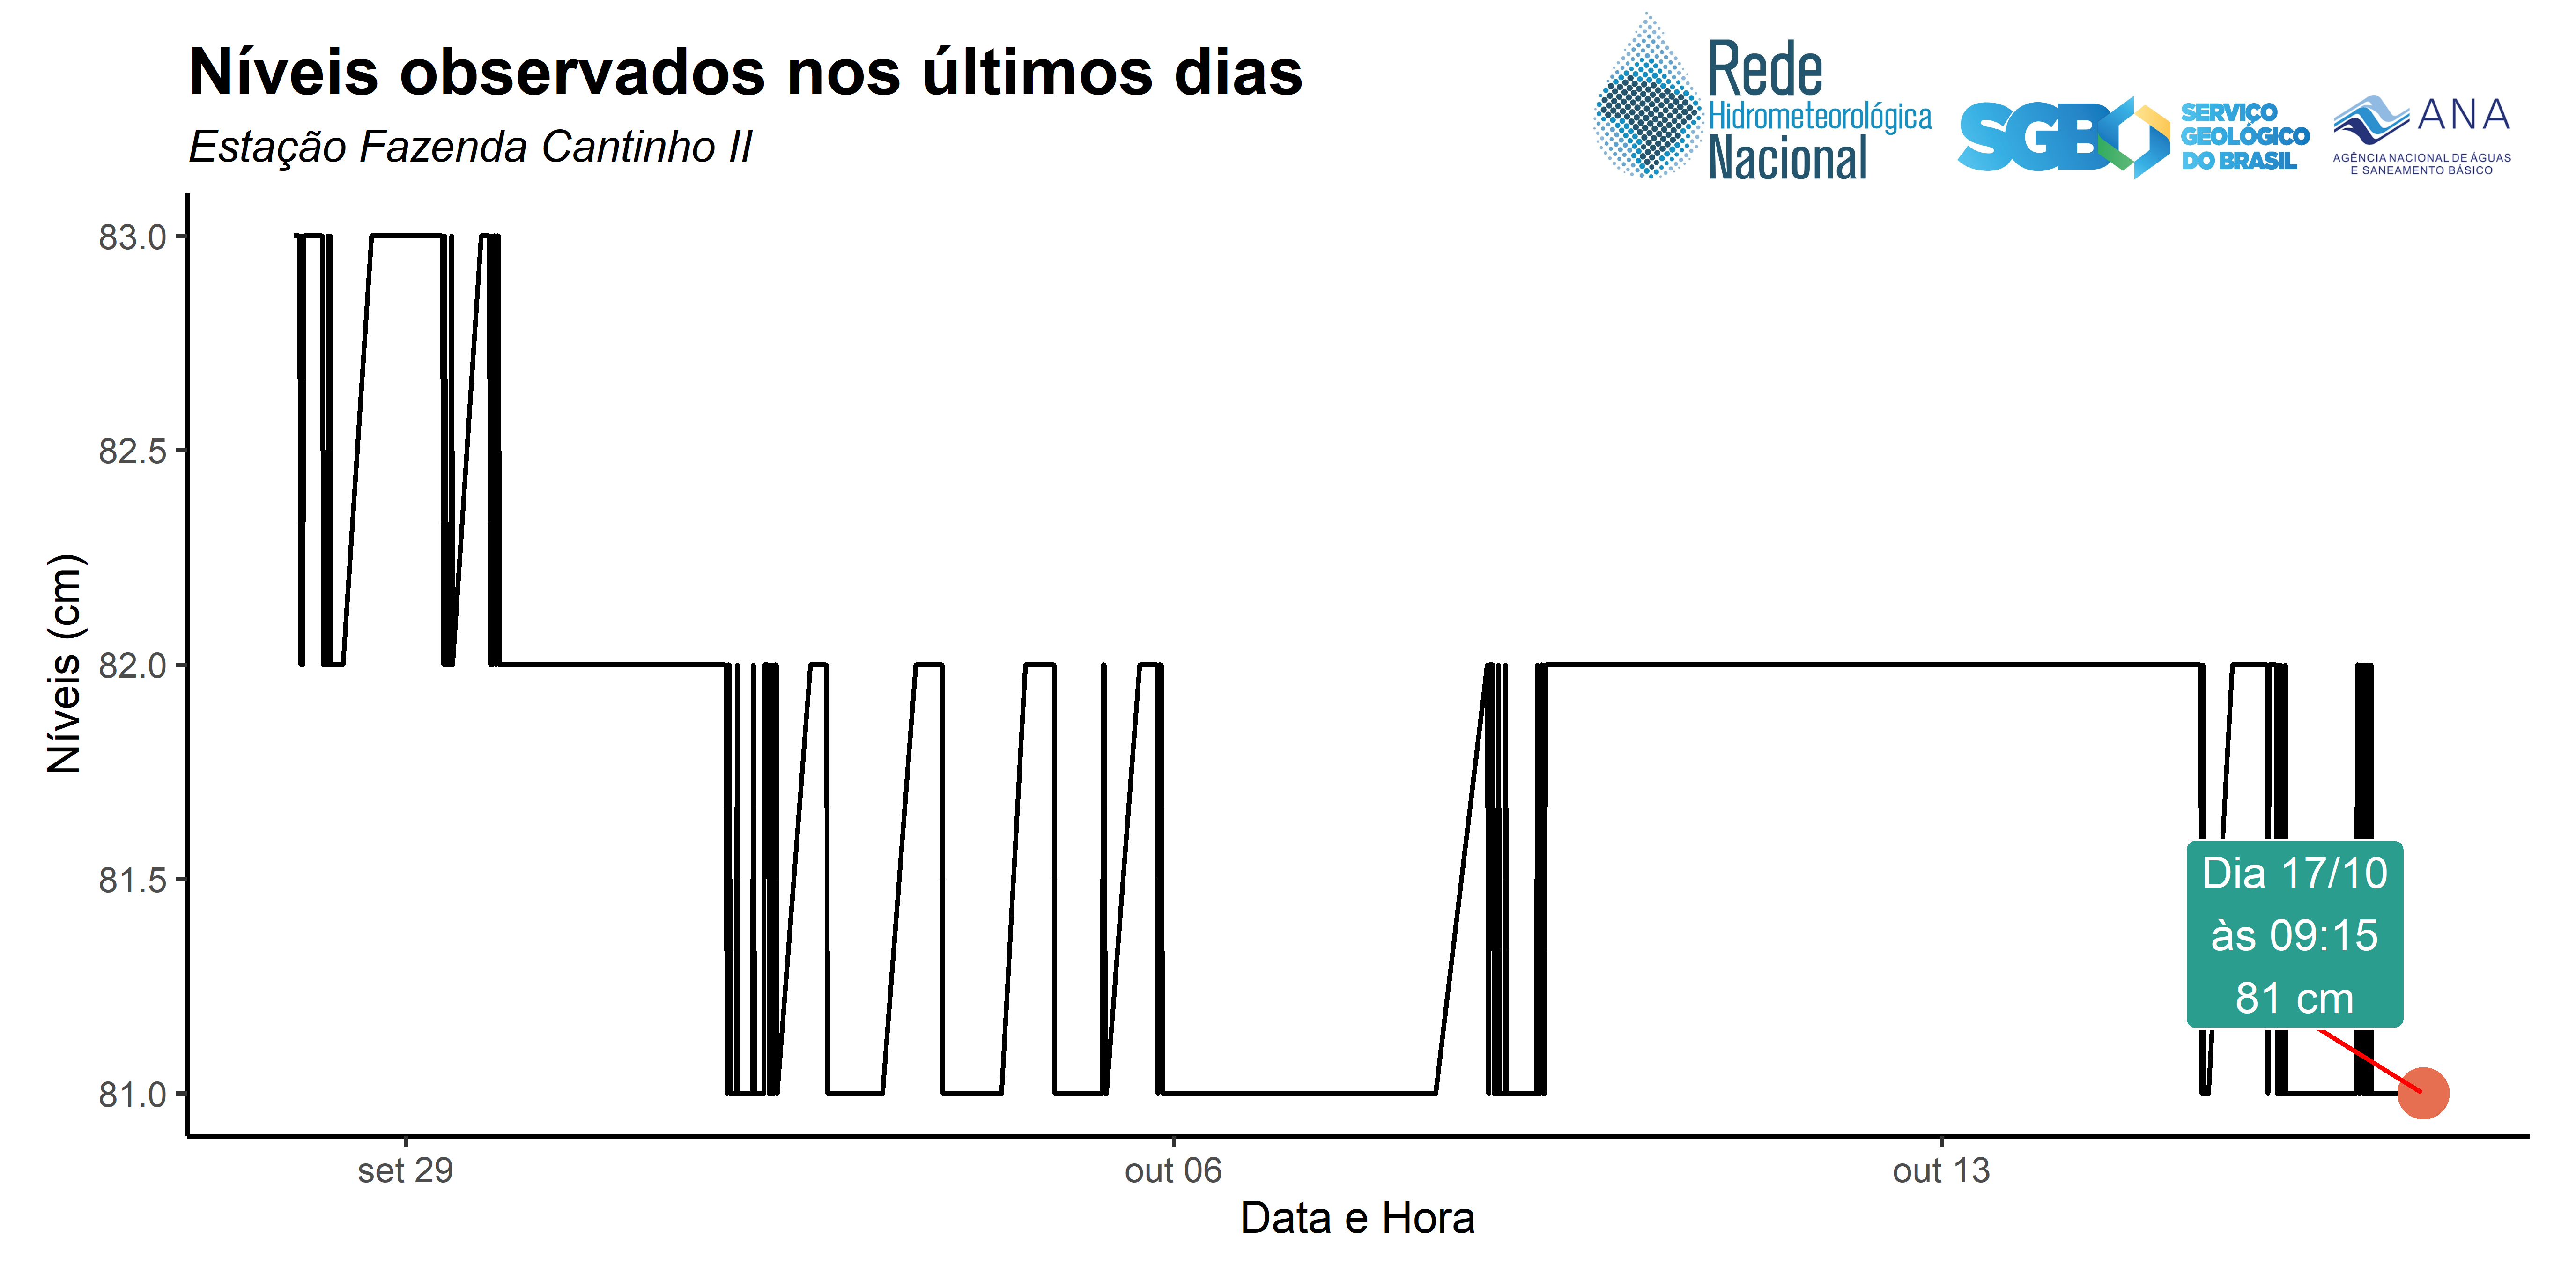 Níveis observados nos últimos dias
Estação Fazenda Cantinho II
Rede
Hidrometeorológica
Nacional
SGB
SERVIÇO
GEOLÓGICO
DO BRASIL
ANA
AGÊNCIA NACIONAL DE ÁGUAS
E SANEAMENTO BÁSICO
Níveis (cm)
83.0
82.5
82.0
81.5
81.0
Dia 17/10
às 09:15
81 cm
set 29
out 06
out 13
Data e Hora